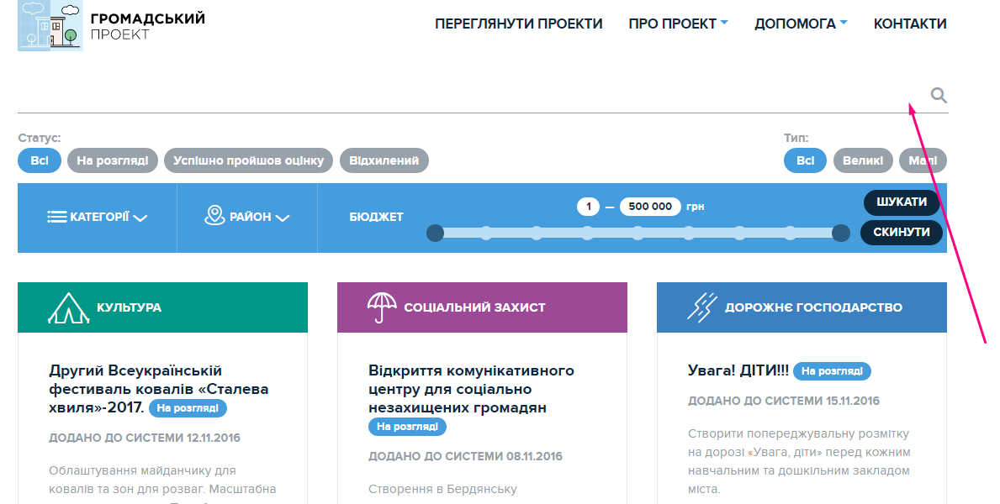 ГРОМАДСЬКИЙ
ПРОЕКТ
ПЕРЕГЛЯНУТИ ПРОЕКТИ ПРО ПРОЕКТ ДОПОМОГА КОНТАКТИ
Статус: Тип:
Всі На розгляді Успішно пройшов оцінку Відхилений Всі Великі Малі
КАТЕГОРІЇ РАЙОН БЮДЖЕТ 1 — 500 000 грн ШУКАТИ
СКИНУТИ
КУЛЬТУРА
Другий Всеукраїнській
фестиваль ковалів «Сталева
хвиля»-2017. На розгляді
ДОДАНО ДО СИСТЕМИ 12.11.2016
Облаштування майданчику для
ковалів та зон для розваг. Масштабна
СОЦІАЛЬНИЙ ЗАХИСТ
Відкриття комунікативного
центру для соціально
незахищених громадян
На розгляді
ДОДАНО ДО СИСТЕМИ 08.11.2016
Створення в Бердянську
ДОРОЖНЄ ГОСПОДАРСТВО
Увага! ДІТИ!!! На розгляді
ДОДАНО ДО СИСТЕМИ 15.11.2016
Створити попереджувальну розмітку
на дорозі «Увага, діти» перед кожним
навчальним та дошкільним закладом
міста.